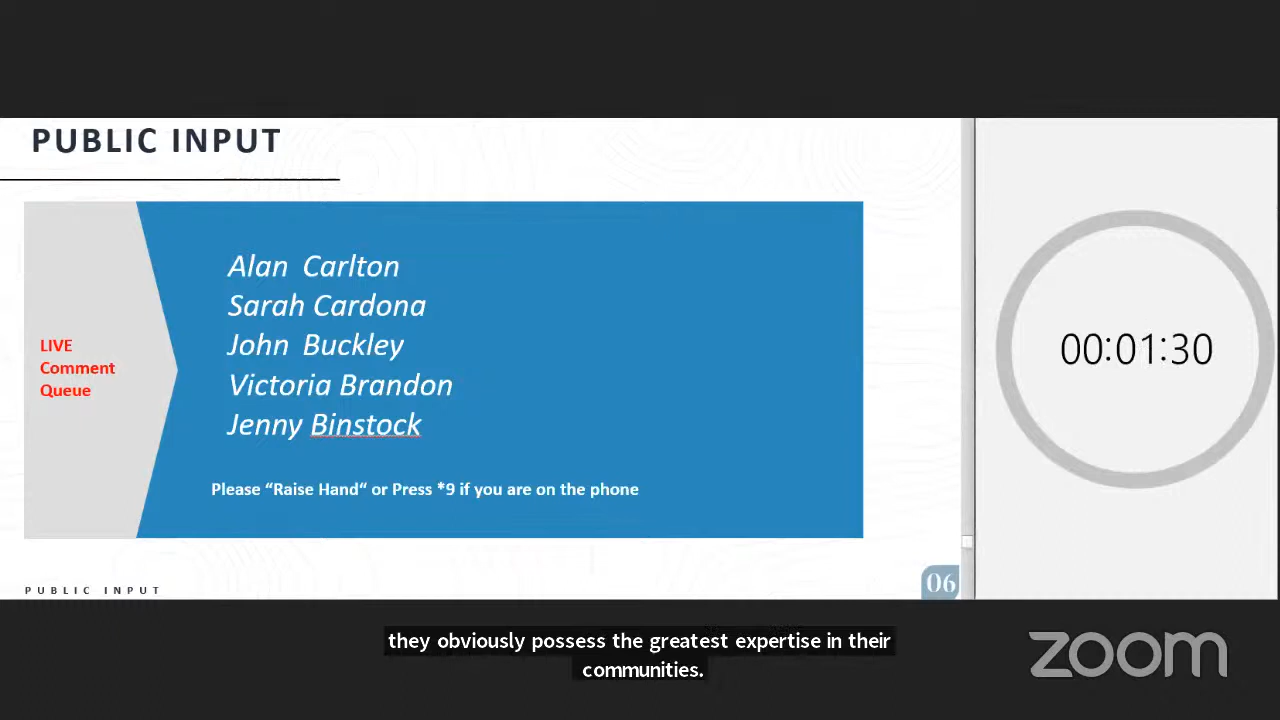 PUBLIC INPUT
LIVE
Comment
Queue
Alan Carlton
Sarah Cardona
John Buckley
Victoria Brandon
Jenny Binstock
Please “Raise Hand“ or Press *9 if you are on the phone
00:01:30
PUBLIC INPUT
06
they obviously possess the greatest expertise in their
communities.
zoom